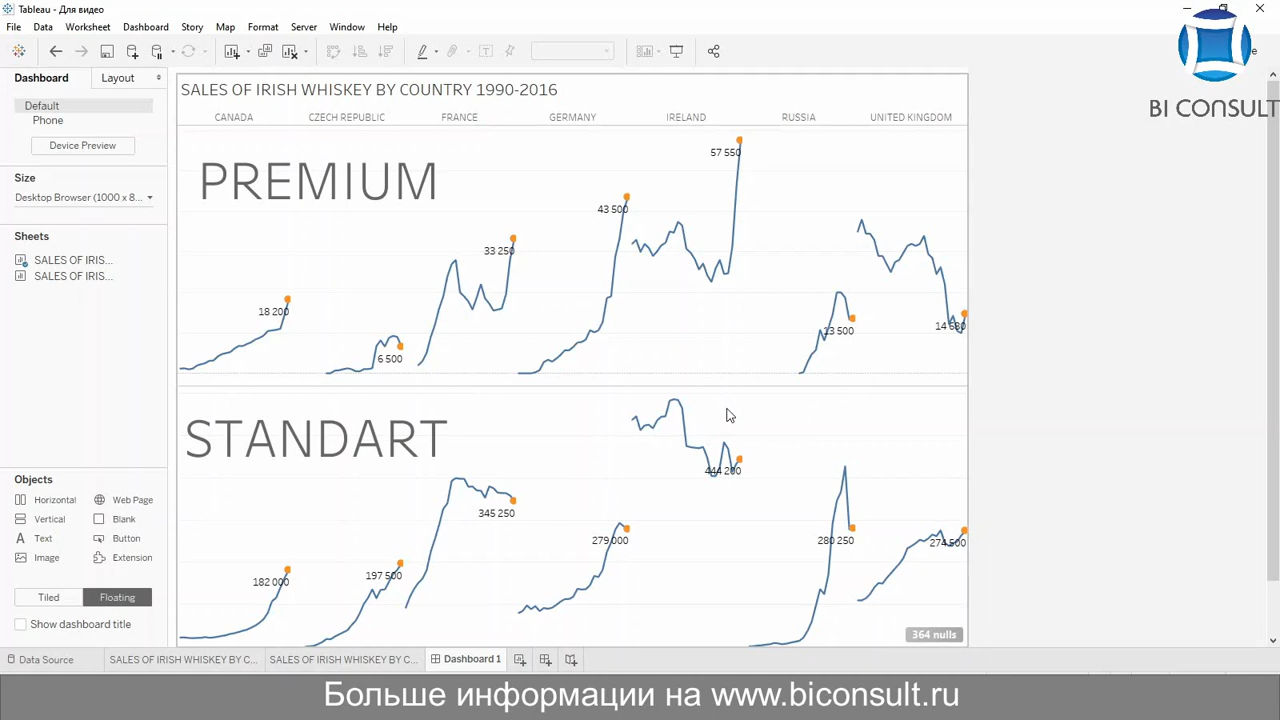 Tableau - Для видео
File Data Worksheet Dashboard Story Map Format Server Window Help
Dashboard Layout
Default
Phone
Device Preview
Size
Desktop Browser (1000 x 8...
Sheets
SALES OF IRIS...
SALES OF IRIS...
Objects
Horizontal Web Page
Vertical Blank
Text Button
Image Extension
Tiled Floating
Show dashboard title
BI CONSULT
SALES OF IRISH WHISKEY BY COUNTRY 1990-2016
CANADA CZECH REPUBLIC FRANCE GERMANY IRELAND RUSSIA UNITED KINGDOM
PREMIUM
57 550
43 500
33 250
18 200
14 580
13 500
6 500
STANDART
444 200
345 250
279 000
280 250
274 500
197 500
182 000
364 nulls
Data Source SALES OF IRISH WHISKEY BY C... SALES OF IRISH WHISKEY BY C... Dashboard 1
Больше информации на www.biconsult.ru